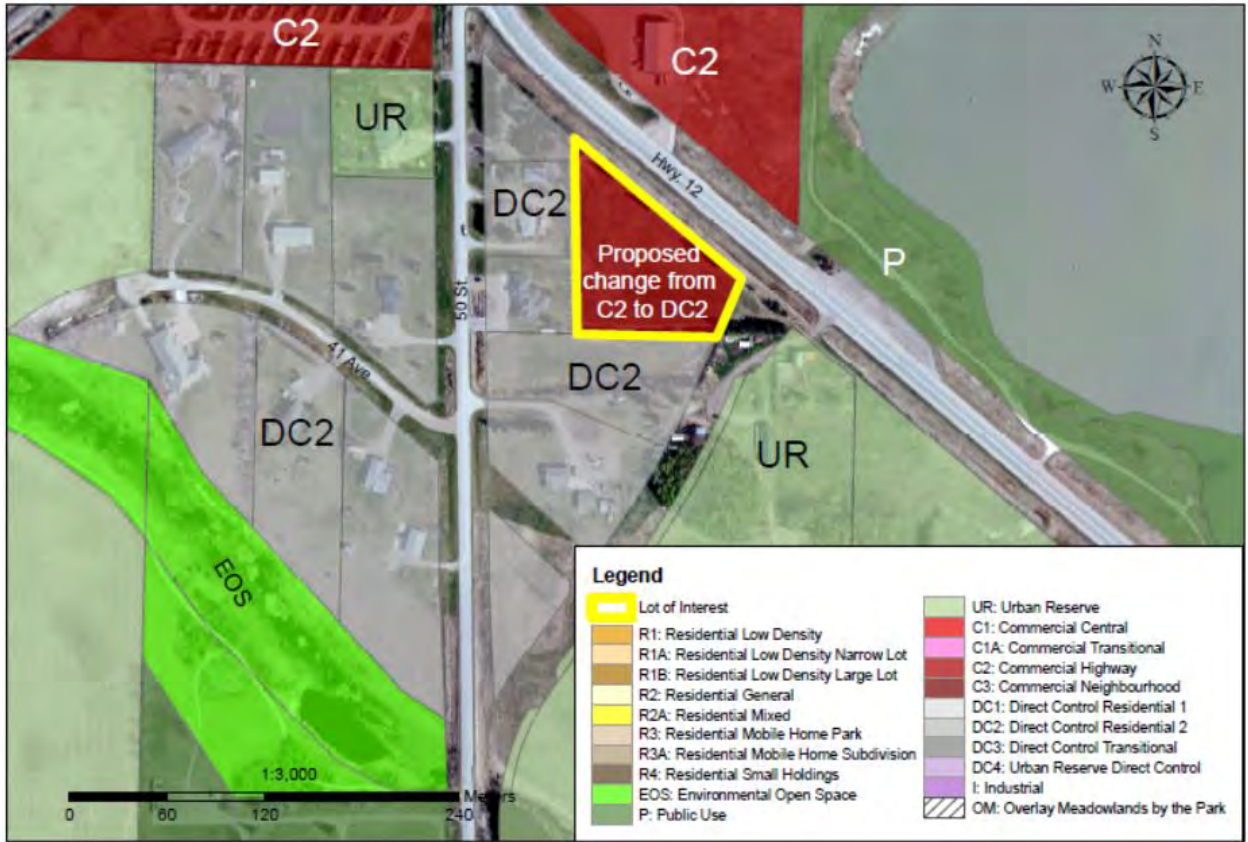 C2
C2
N
W
E
S
UR
Hwy. 12
DC2
Proposed
change from
C2 to DC2
P
50 St.
41 Ave.
DC2
DC2
UR
EOS
1:3,000
Meters
0
60
120
240
Legend
Lot of Interest
R1: Residential Low Density
R1A: Residential Low Density Narrow Lot
R1B: Residential Low Density Large Lot
R2: Residential General
R2A: Residential Mixed
R3: Residential Mobile Home Park
R3A: Residential Mobile Home Subdivision
R4: Residential Small Holdings
EOS: Environmental Open Space
P: Public Use
UR: Urban Reserve
C1: Commercial Central
C1A: Commercial Transitional
C2: Commercial Highway
C3: Commercial Neighbourhood
DC1: Direct Control Residential 1
DC2: Direct Control Residential 2
DC3: Direct Control Transitional
DC4: Urban Reserve Direct Control
I: Industrial
OM: Overlay Meadowlands by the Park